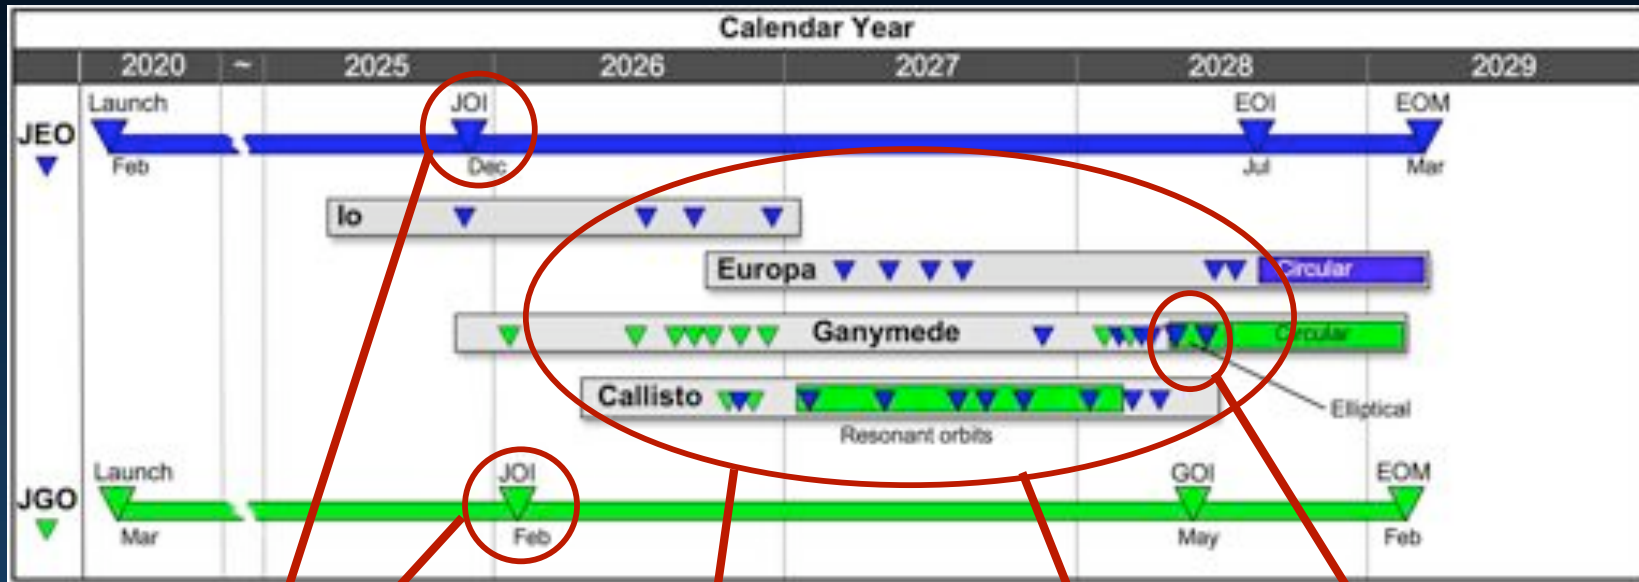 Calendar Year
2020 ~ 2025 2026 2027 2028 2029
Launch JOI EOI EOM
JEO
Feb Dec Jul Mar
Io
Europa Circular
Ganymede Circular
Callisto Elliptical
Resonant orbits
Launch JOI GOI EOM
JGO
Mar Feb May Feb